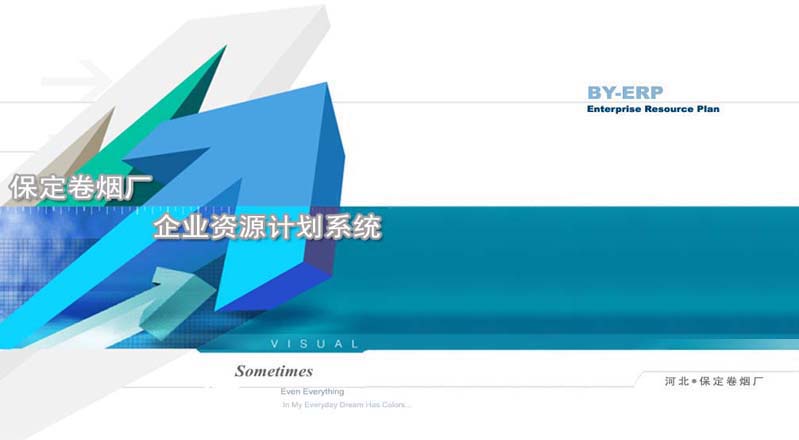 BY-ERP
Enterprise Resource Plan
保定卷烟厂
企业资源计划系统
VISUAL
Sometimes
Even Everything
In My Everyday Dream Has Colors...
河北●保定卷烟厂